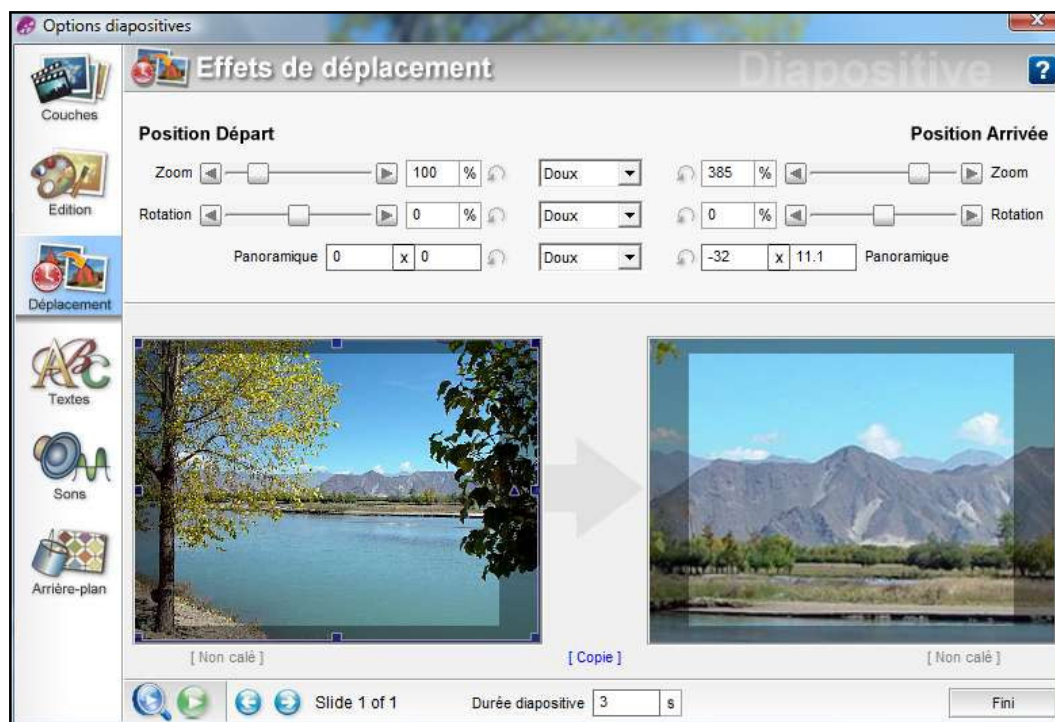 Options diapositives
Effets de déplacement
Diapositive
?
Couches
Edition
Déplacement
ABC
Textes
Sons
Arrière-plan
Position Départ
Position Arrivée
Zoom 100 % Doux 385 % Zoom
Rotation 0 % Doux 0 % Rotation
Panoramique 0 x 0 Doux -32 x 11.1 Panoramique
[ Non calé ] [ Copie ] [ Non calé ]
Slide 1 of 1 Durée diapositive 3 s Fini